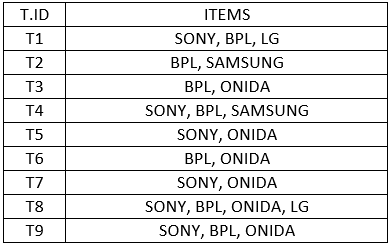 T.ID ITEMS
T1 SONY, BPL, LG
T2 BPL, SAMSUNG
T3 BPL, ONIDA
T4 SONY, BPL, SAMSUNG
T5 SONY, ONIDA
T6 BPL, ONIDA
T7 SONY, ONIDA
T8 SONY, BPL, ONIDA, LG
T9 SONY, BPL, ONIDA